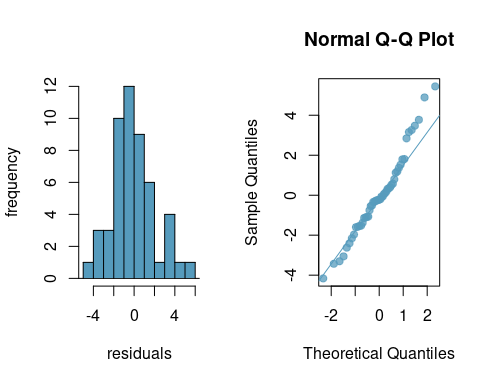 Normal Q-Q Plot
frequency
0 2 4 6 8 10 12
-4 0 4
residuals
Sample Quantiles
-4 -2 0 2 4
-2 0 1 2
Theoretical Quantiles